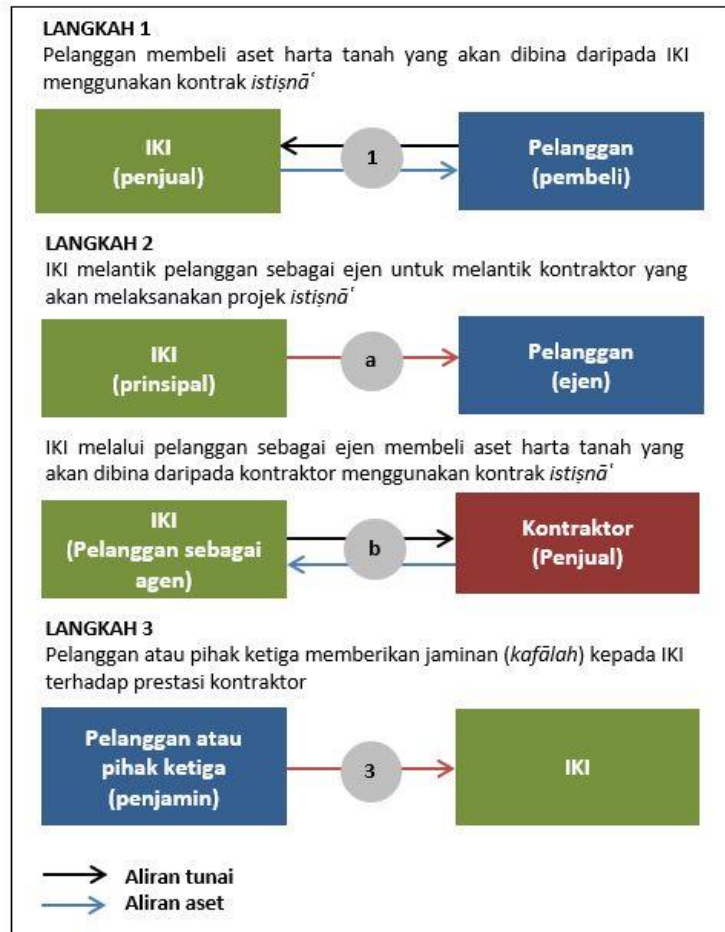 LANGKAH 1
Pelanggan membeli aset harta tanah yang akan dibina daripada IKI
menggunakan kontrak istiṣnāʿ
IKI
(penjual)
1
Pelanggan
(pembeli)
LANGKAH 2
IKI melantik pelanggan sebagai ejen untuk melantik kontraktor yang
akan melaksanakan projek istiṣnāʿ
IKI
(prinsipal)
a
Pelanggan
(ejen)
IKI melalui pelanggan sebagai ejen membeli aset harta tanah yang
akan dibina daripada kontraktor menggunakan kontrak istiṣnāʿ
IKI
(Pelanggan sebagai
agen)
b
Kontraktor
(Penjual)
LANGKAH 3
Pelanggan atau pihak ketiga memberikan jaminan (kafālah) kepada IKI
terhadap prestasi kontraktor
Pelanggan atau
pihak ketiga
(penjamin)
3
IKI
Aliran tunai
Aliran aset